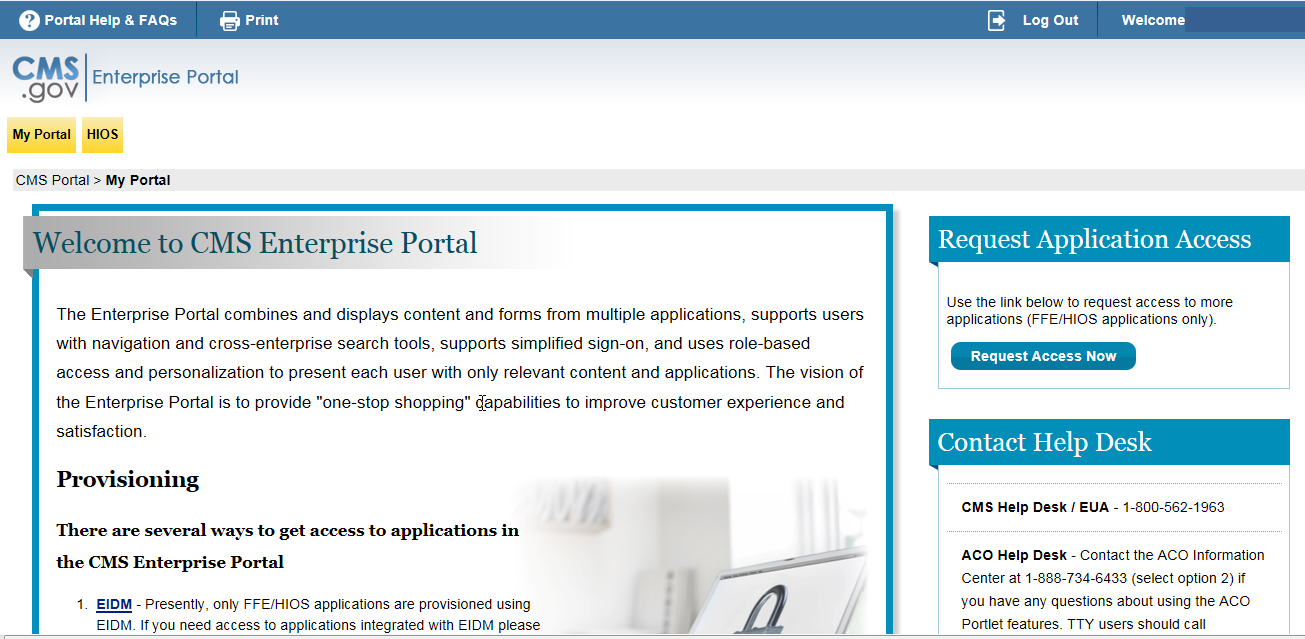 ? Portal Help & FAQs
Print
Log Out
Welcome
CMS
.gov
Enterprise Portal
My Portal
HIOS
CMS Portal > My Portal
Welcome to CMS Enterprise Portal
The Enterprise Portal combines and displays content and forms from multiple applications, supports users
with navigation and cross-enterprise search tools, supports simplified sign-on, and uses role-based
access and personalization to present each user with only relevant content and applications. The vision of
the Enterprise Portal is to provide "one-stop shopping" capabilities to improve customer experience and
satisfaction.
Provisioning
There are several ways to get access to applications in
the CMS Enterprise Portal
1. EIDM - Presently, only FFE/HIOS applications are provisioned using
EIDM. If you need access to applications integrated with EIDM please
Request Application Access
Use the link below to request access to more
applications (FFE/HIOS applications only).
Request Access Now
Contact Help Desk
CMS Help Desk / EUA - 1-800-562-1963
ACO Help Desk - Contact the ACO Information
Center at 1-888-734-6433 (select option 2) if
you have any questions about using the ACO
Portlet features. TTY users should call